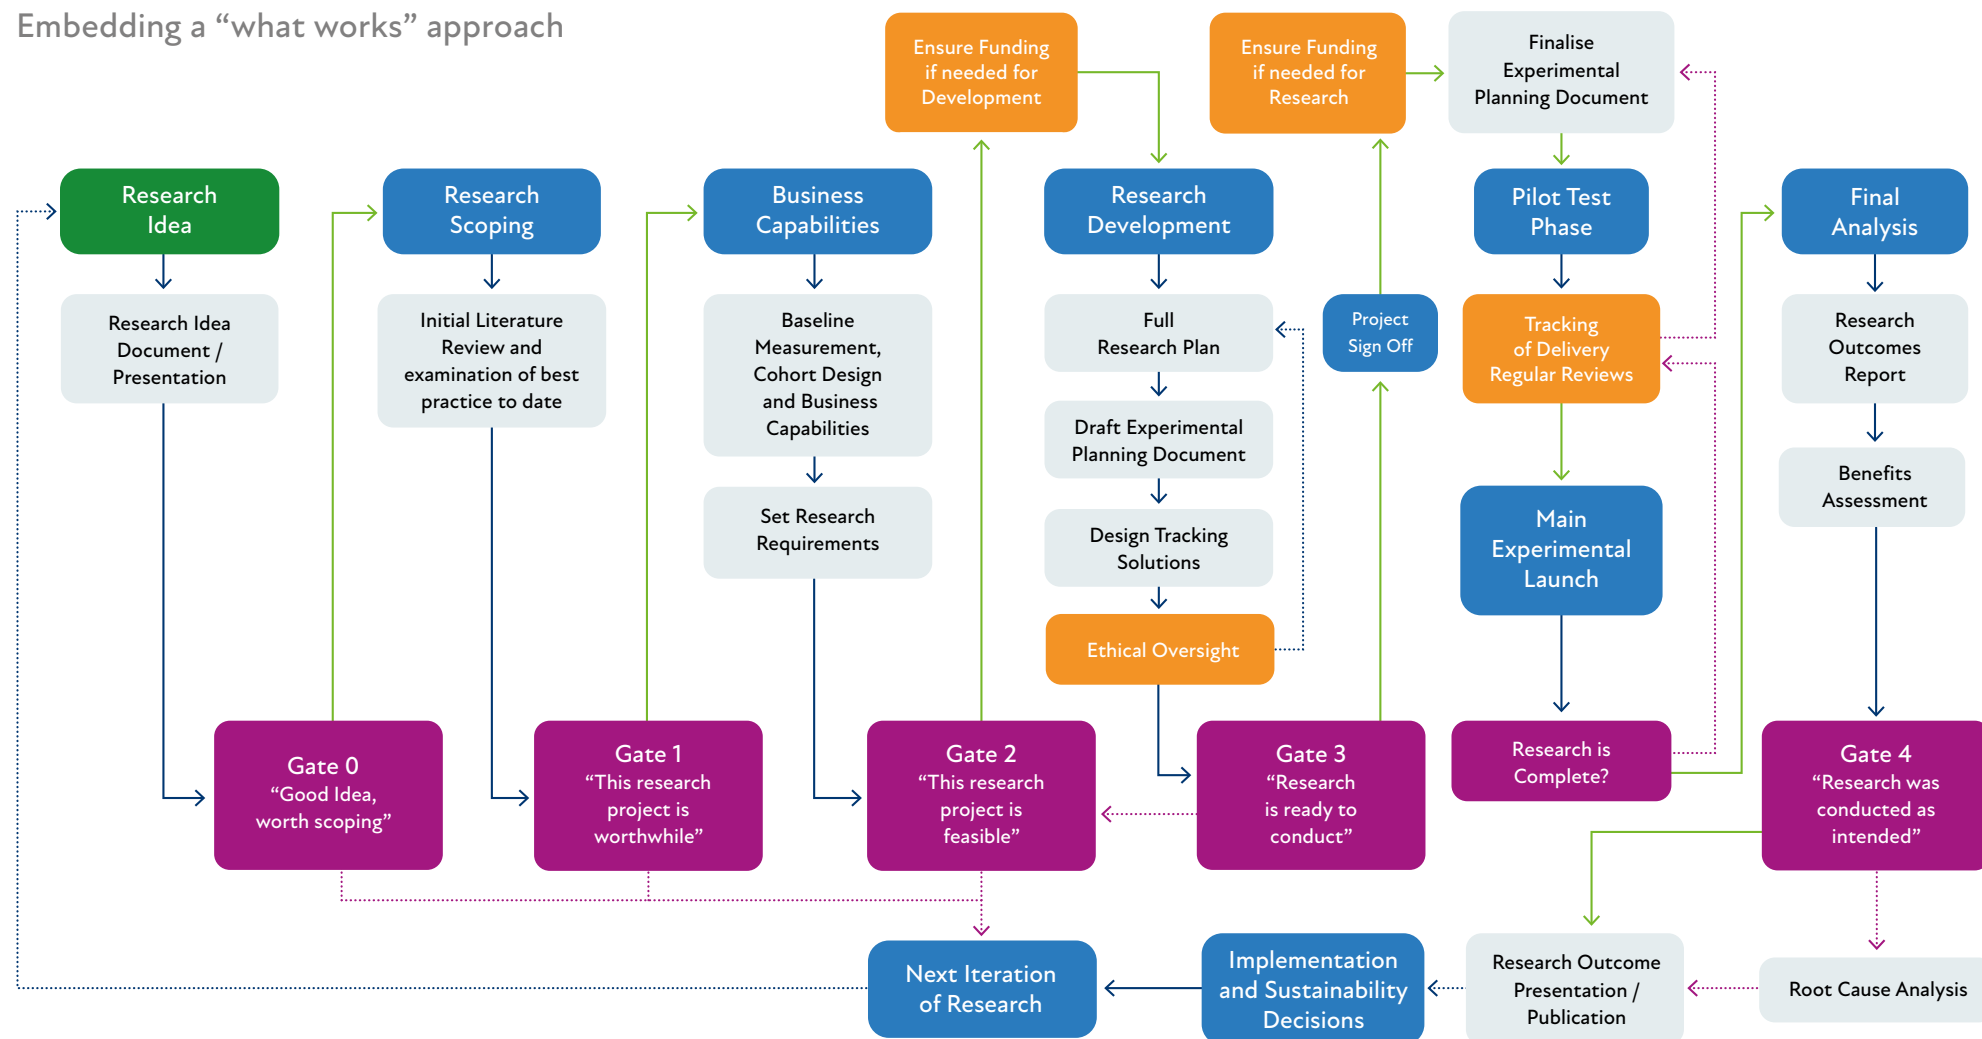 Embedding a “what works” approach
Ensure Funding
if needed for
Development
Ensure Funding
if needed for
Research
Finalise
Experimental
Planning Document
Research
Idea
Research
Scoping
Business
Capabilities
Research
Development
Pilot Test
Phase
Final
Analysis
Research Idea
Document /
Presentation
Initial Literature
Review and
examination of best
practice to date
Baseline
Measurement,
Cohort Design
and Business
Capabilities
Full
Research Plan
Project
Sign Off
Tracking
of Delivery
Regular Reviews
Research
Outcomes
Report
Draft Experimental
Planning Document
Benefits
Assessment
Set Research
Requirements
Design Tracking
Solutions
Main
Experimental
Launch
Ethical Oversight
Gate 0
“Good Idea,
worth scoping”
Gate 1
“This research
project is
worthwhile”
Gate 2
“This research
project is
feasible”
Gate 3
“Research
is ready to
conduct”
Research is
Complete?
Gate 4
“Research was
conducted as
intended”
Next Iteration
of Research
Implementation
and Sustainability
Decisions
Research Outcome
Presentation /
Publication
Root Cause Analysis